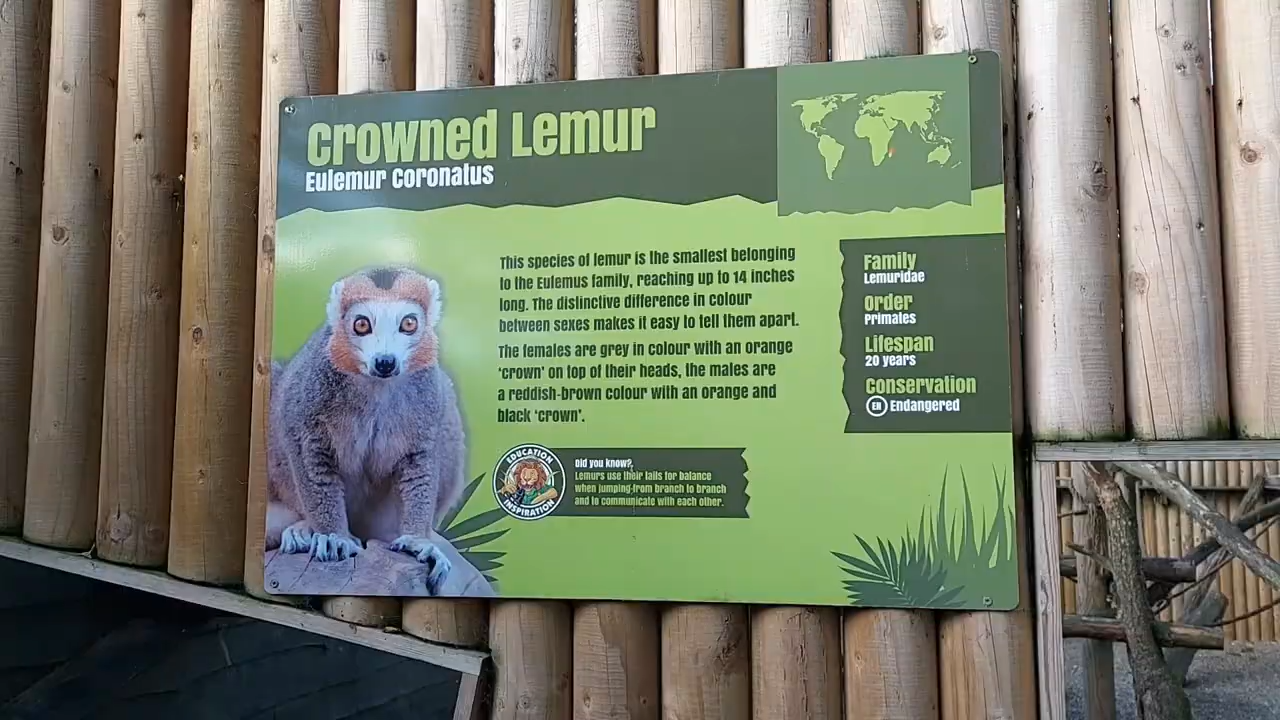 Crowned Lemur
Eulemur coronatus
This species of lemur is the smallest belonging
to the Eulemus family, reaching up to 14 inches
long. The distinctive difference in colour
between sexes makes it easy to tell them apart.
The females are grey in colour with an orange
‘crown’ on top of their heads, the males are
a reddish-brown colour with an orange and
black ‘crown’.
EDUCATION
INSPIRATION
Did you know?
Lemurs use their tails for balance
when jumping from branch to branch
and to communicate with each other.
Family
Lemuridae
Order
Primates
Lifespan
20 years
Conservation
EN Endangered